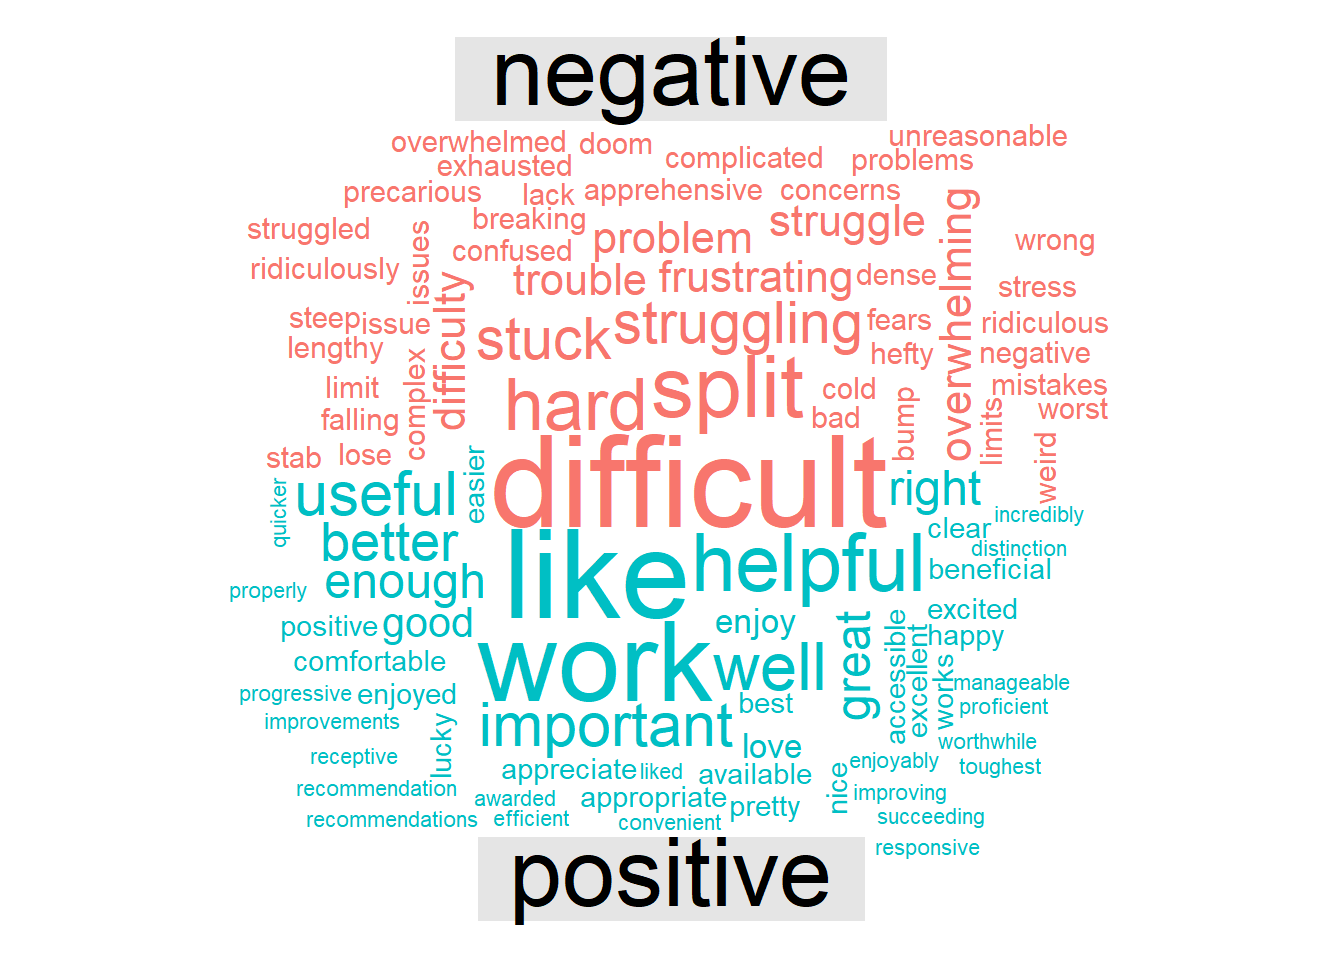 negative
overwhelmed doom unreasonable
exhausted complicated problems
precarious lack apprehensive concerns
struggled breaking problem struggle overwhelming wrong
ridiculously issues confused trouble frustrating dense stress
steep issue difficulty stuck struggling fears ridiculous
lengthy complex hefty negative
limit hard split cold mistakes
falling bad bump limits worst
stab lose difficult weird
quicker useful easier right incredibly
better like helpful clear distinction
properly enough beneficial
positive good enjoy great accessible excited
comfortable work well excellent happy
progressive enjoyed best works manageable
improvements important proficient
receptive lucky love worthwhile
recommendation appreciate liked available nice enjoyably toughest
recommendations awarded appropriate pretty improving
efficient convenient succeeding
responsive
positive